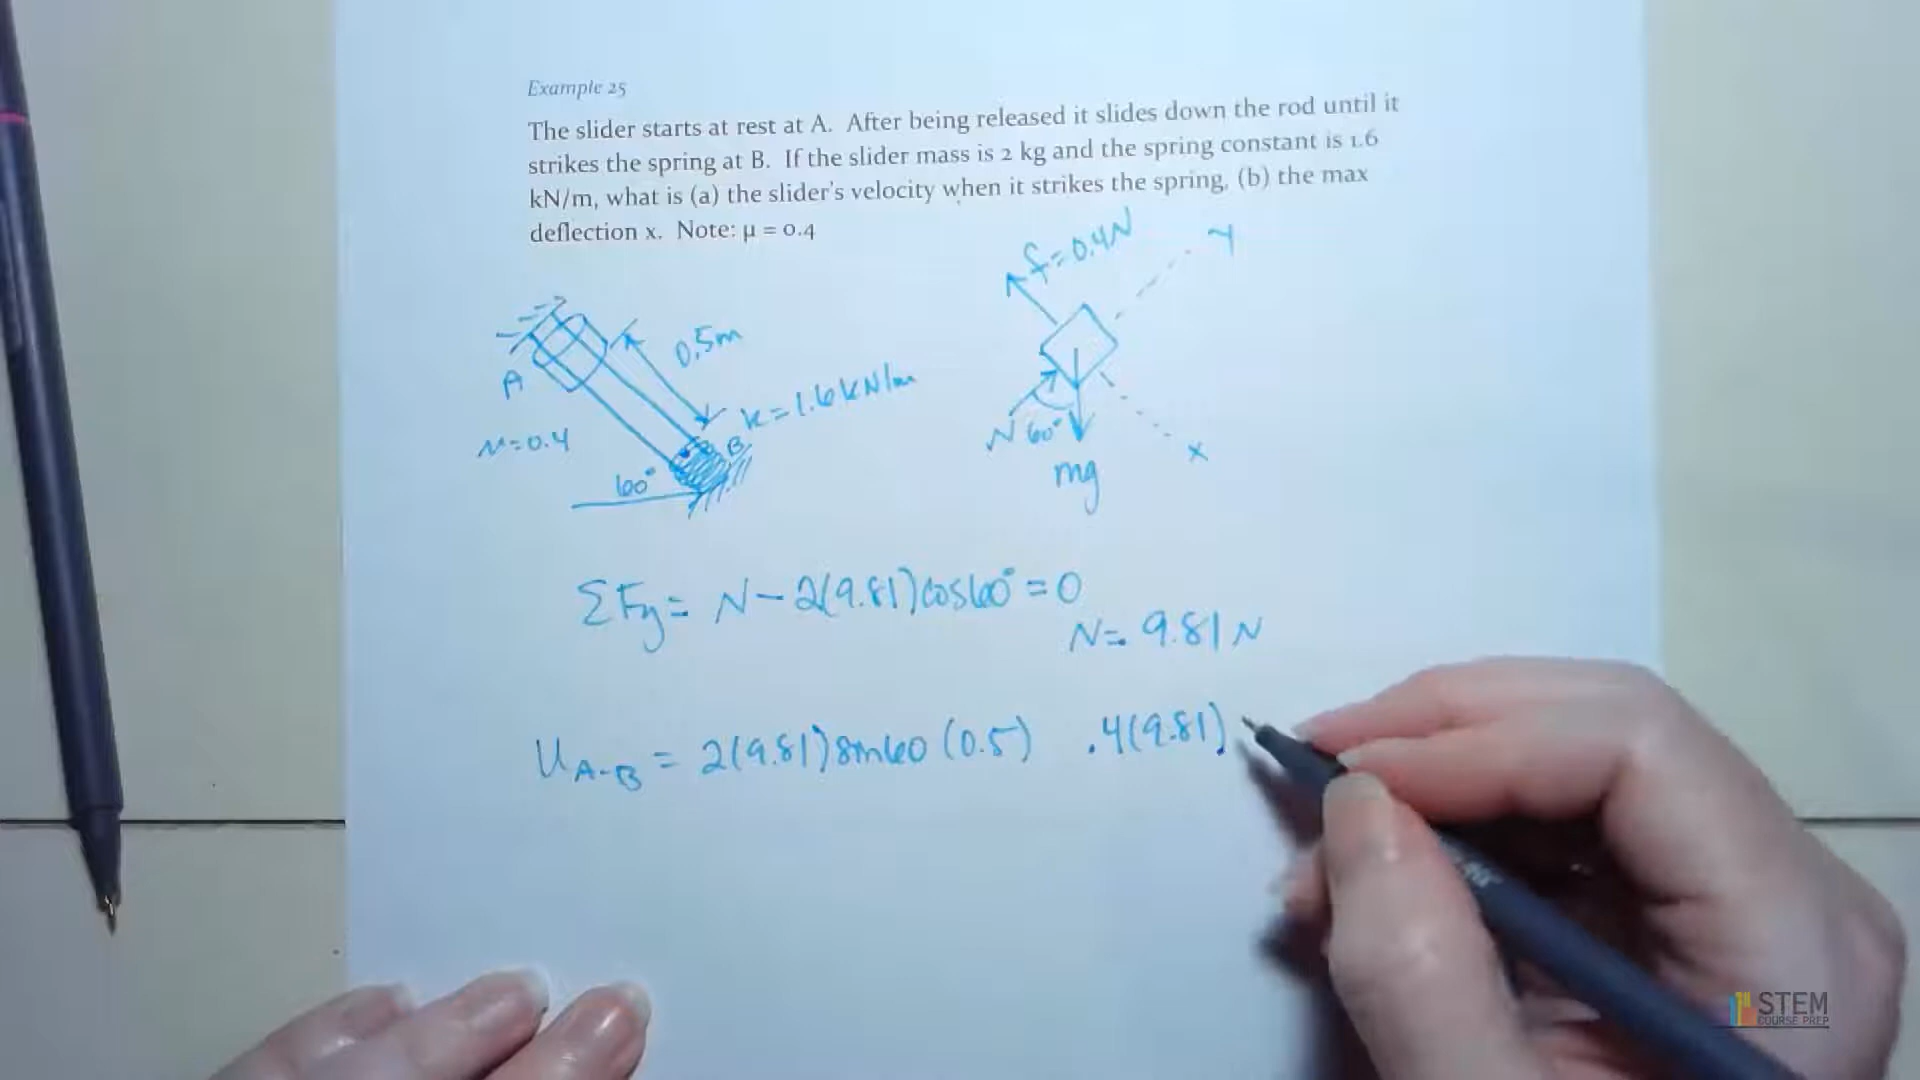 Example 25
The slider starts at rest at A. After being released it slides down the rod until it
strikes the spring at B. If the slider mass is 2 kg and the spring constant is 1.6
kN/m, what is (a) the slider's velocity when it strikes the spring, (b) the max
deflection x. Note: μ = 0.4
f=0.4N
Y
0.5m
A
k=1.6kN/m
μ=0.4
B
60°
N 60°
x
mg
ΣFy = N - 2(9.81)cos60° = 0
N = 9.81 N
U A-B = 2(9.81)sin60 (0.5) .4(9.81)
STEM
COURSE PREP